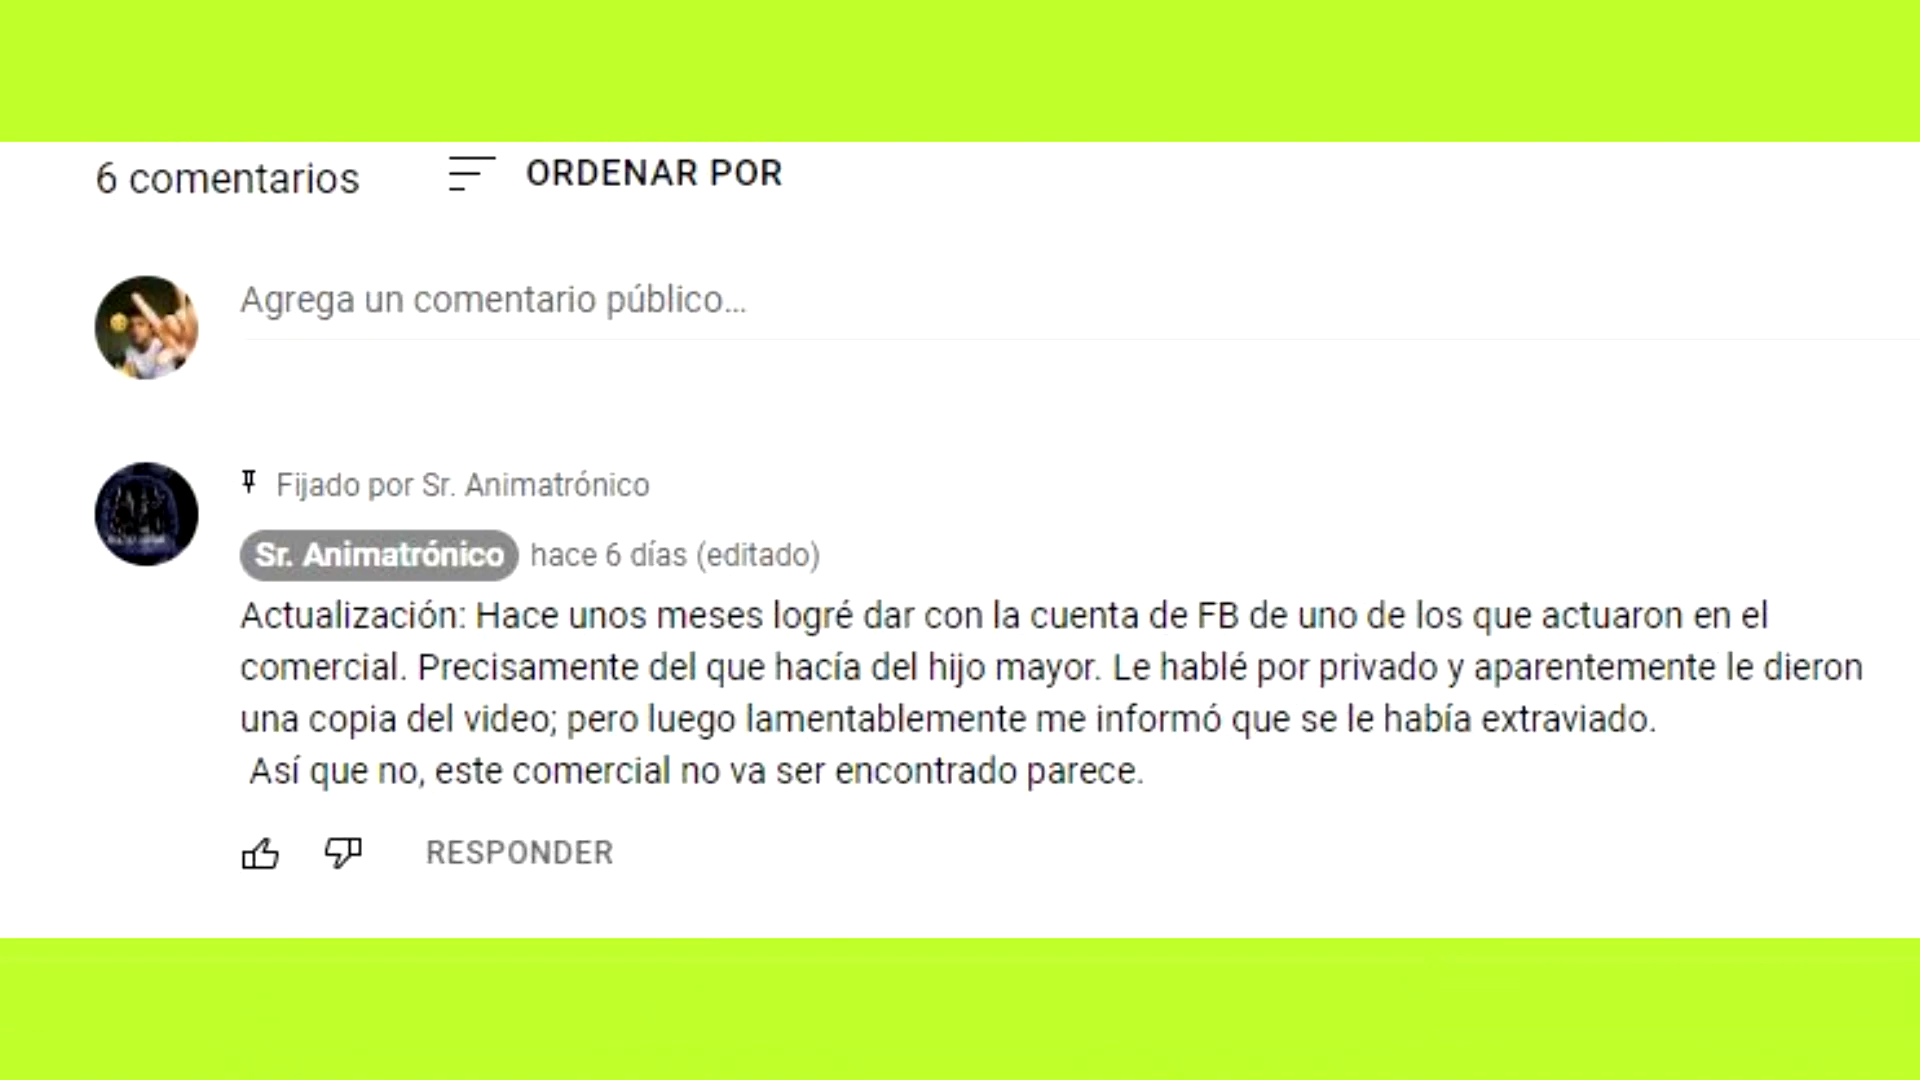 6 comentarios
ORDENAR POR
Agrega un comentario público...
Fijado por Sr. Animatrónico
Sr. Animatrónico hace 6 días (editado)
Actualización: Hace unos meses logré dar con la cuenta de FB de uno de los que actuaron en el
comercial. Precisamente del que hacía del hijo mayor. Le hablé por privado y aparentemente le dieron
una copia del video; pero luego lamentablemente me informó que se le había extraviado.
Así que no, este comercial no va ser encontrado parece.
RESPONDER